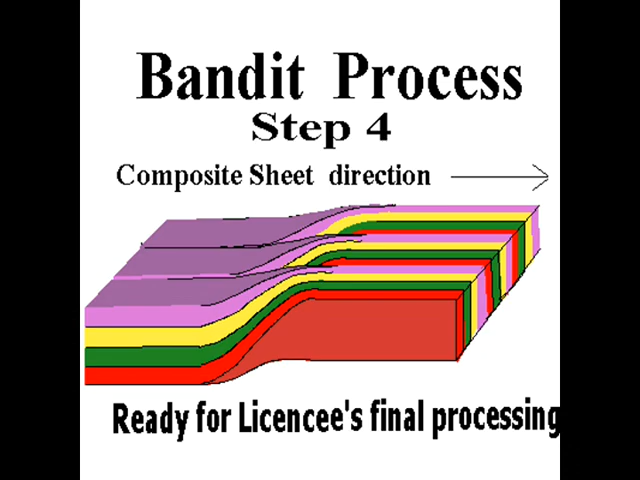 Bandit Process
Step 4
Composite Sheet direction
Ready for Licencee's final processing